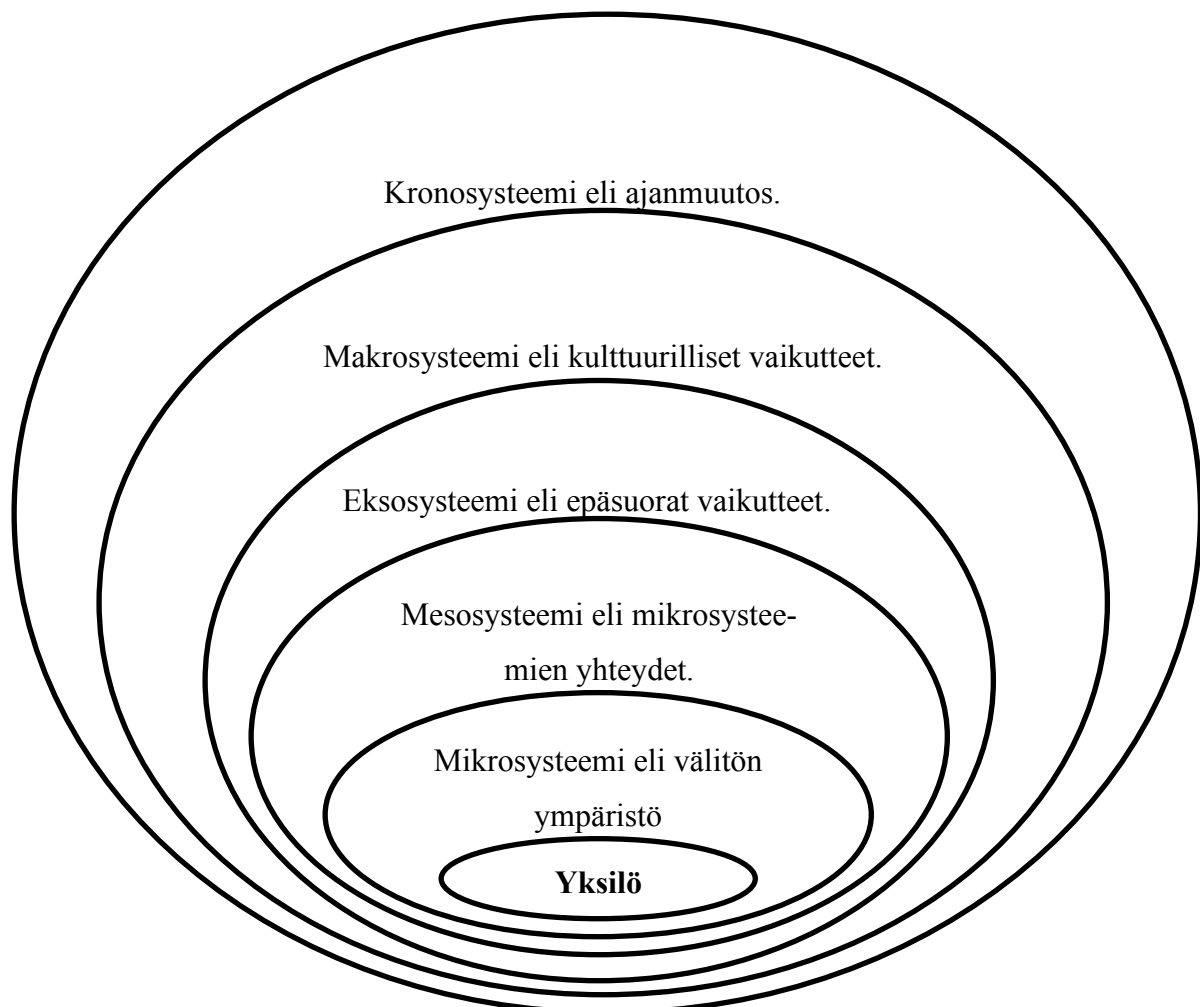 Kronosysteemi eli ajanmuutos.
Makrosysteemi eli kulttuurilliset vaikutteet.
Eksosysteemi eli epäsuorat vaikutteet.
Mesosysteemi eli mikrosystee-
mien yhteydet.
Mikrosysteemi eli välitön
ympäristö
Yksilö